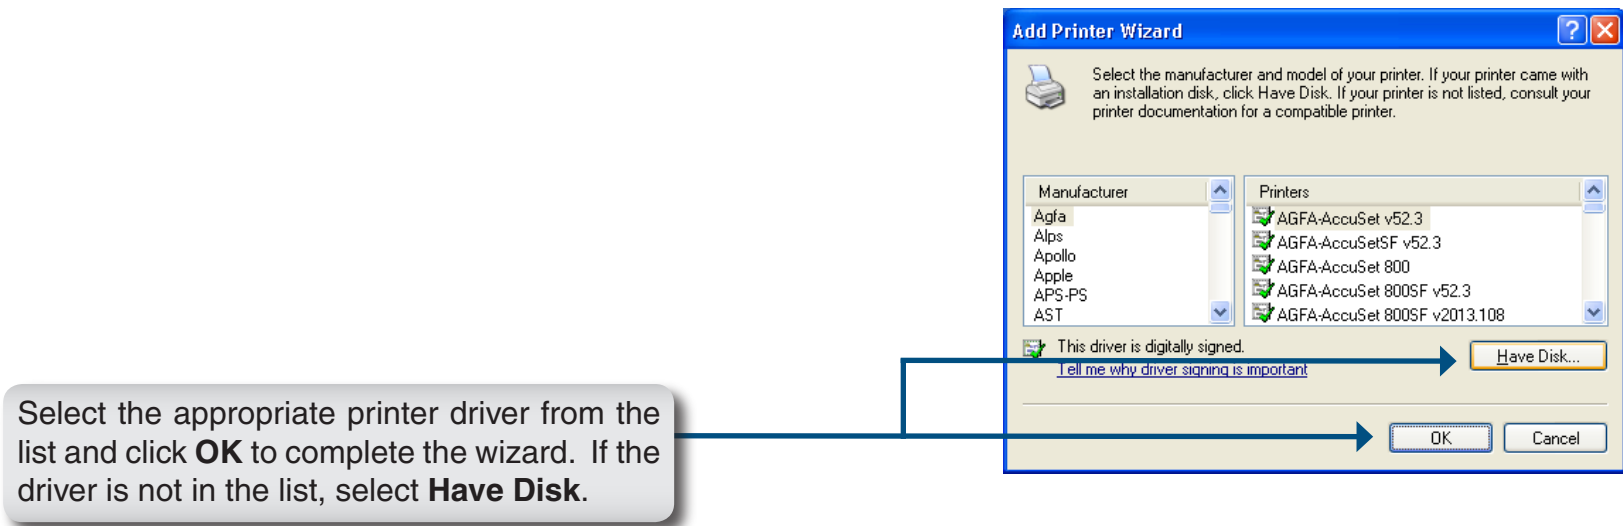 Add Printer Wizard
Select the manufacturer and model of your printer. If your printer came with
an installation disk, click Have Disk. If your printer is not listed, consult your
printer documentation for a compatible printer.
Manufacturer
Agfa
Alps
Apollo
Apple
APS-PS
AST
Printers
AGFA-AccuSet v52.3
AGFA-AccuSetSF v52.3
AGFA-AccuSet 800
AGFA-AccuSet 800SF v52.3
AGFA-AccuSet 800SF v2013.108
This driver is digitally signed.
Tell me why driver signing is important
Have Disk...
OK
Cancel
Select the appropriate printer driver from the
list and click OK to complete the wizard. If the
driver is not in the list, select Have Disk.